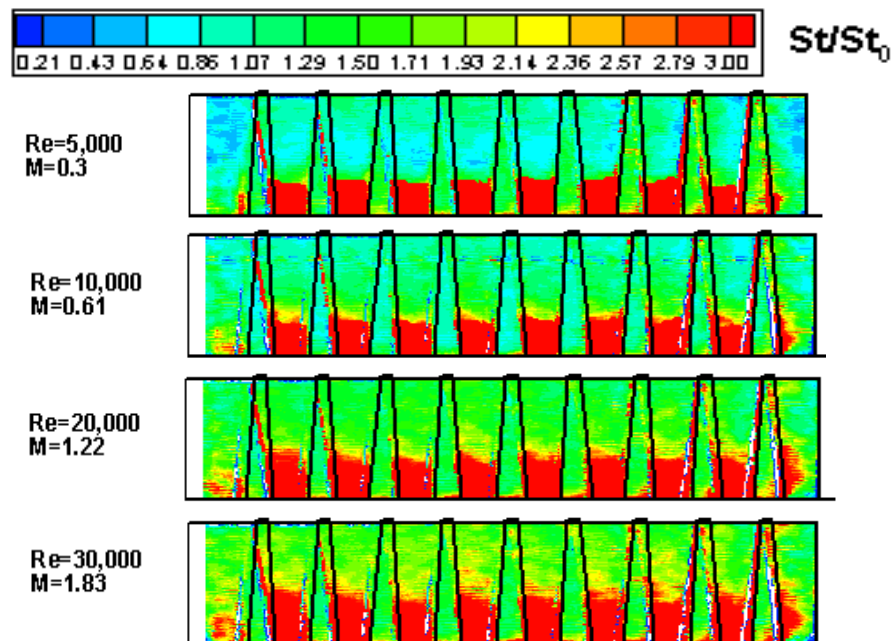 St/St₀
0.21 0.43 0.64 0.86 1.07 1.29 1.50 1.71 1.93 2.14 2.36 2.57 2.79 3.00
Re=5,000
M=0.3
Re=10,000
M=0.61
Re=20,000
M=1.22
Re=30,000
M=1.83